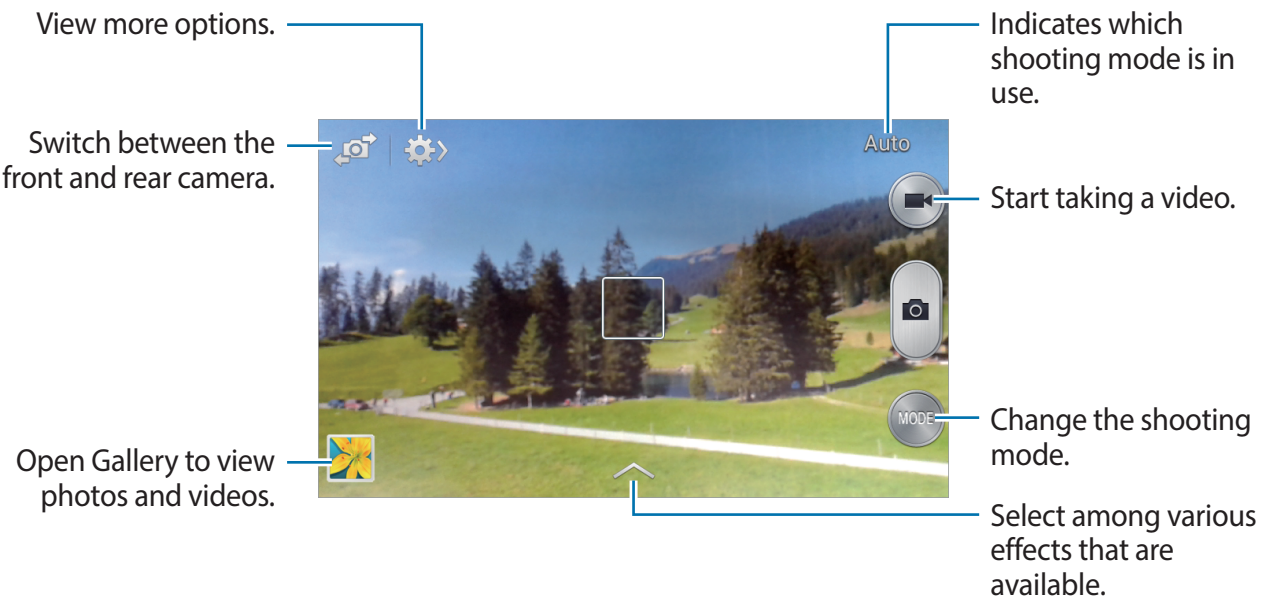 View more options.
Switch between the
front and rear camera.
Open Gallery to view
photos and videos.
Auto
MODE
Indicates which
shooting mode is in
use.
Start taking a video.
Change the shooting
mode.
Select among various
effects that are
available.